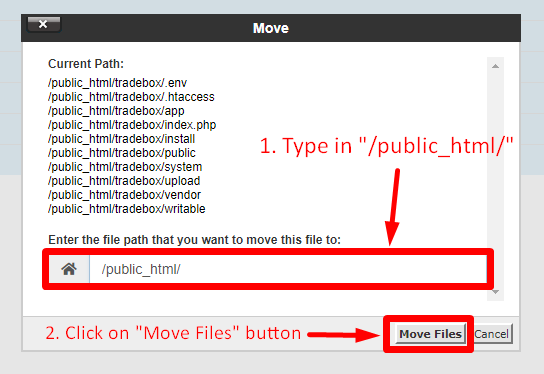 Move
Current Path:
/public_html/tradebox/.env
/public_html/tradebox/.htaccess
/public_html/tradebox/app
/public_html/tradebox/index.php
/public_html/tradebox/install
/public_html/tradebox/public
/public_html/tradebox/system
/public_html/tradebox/upload
/public_html/tradebox/vendor
/public_html/tradebox/writable
1. Type in "/public_html/"
Enter the file path that you want to move this file to:
/public_html/
2. Click on "Move Files" button
Move Files
Cancel